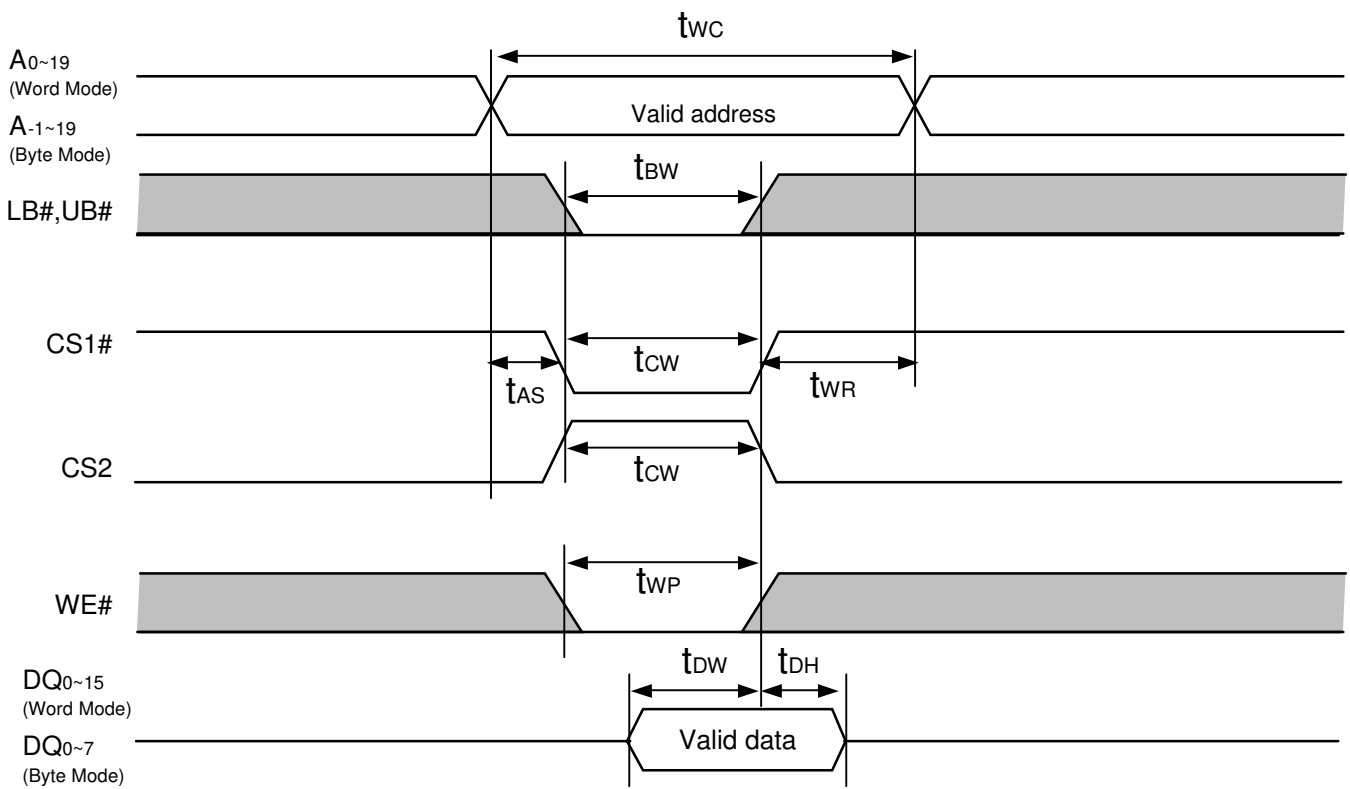 tWC
A0~19
(Word Mode)
Valid address
A-1~19
(Byte Mode)
tBW
LB#,UB#
CS1#
tCW
tAS
tWR
CS2
tCW
WE#
tWP
tDW
tDH
DQ0~15
(Word Mode)
Valid data
DQ0~7
(Byte Mode)